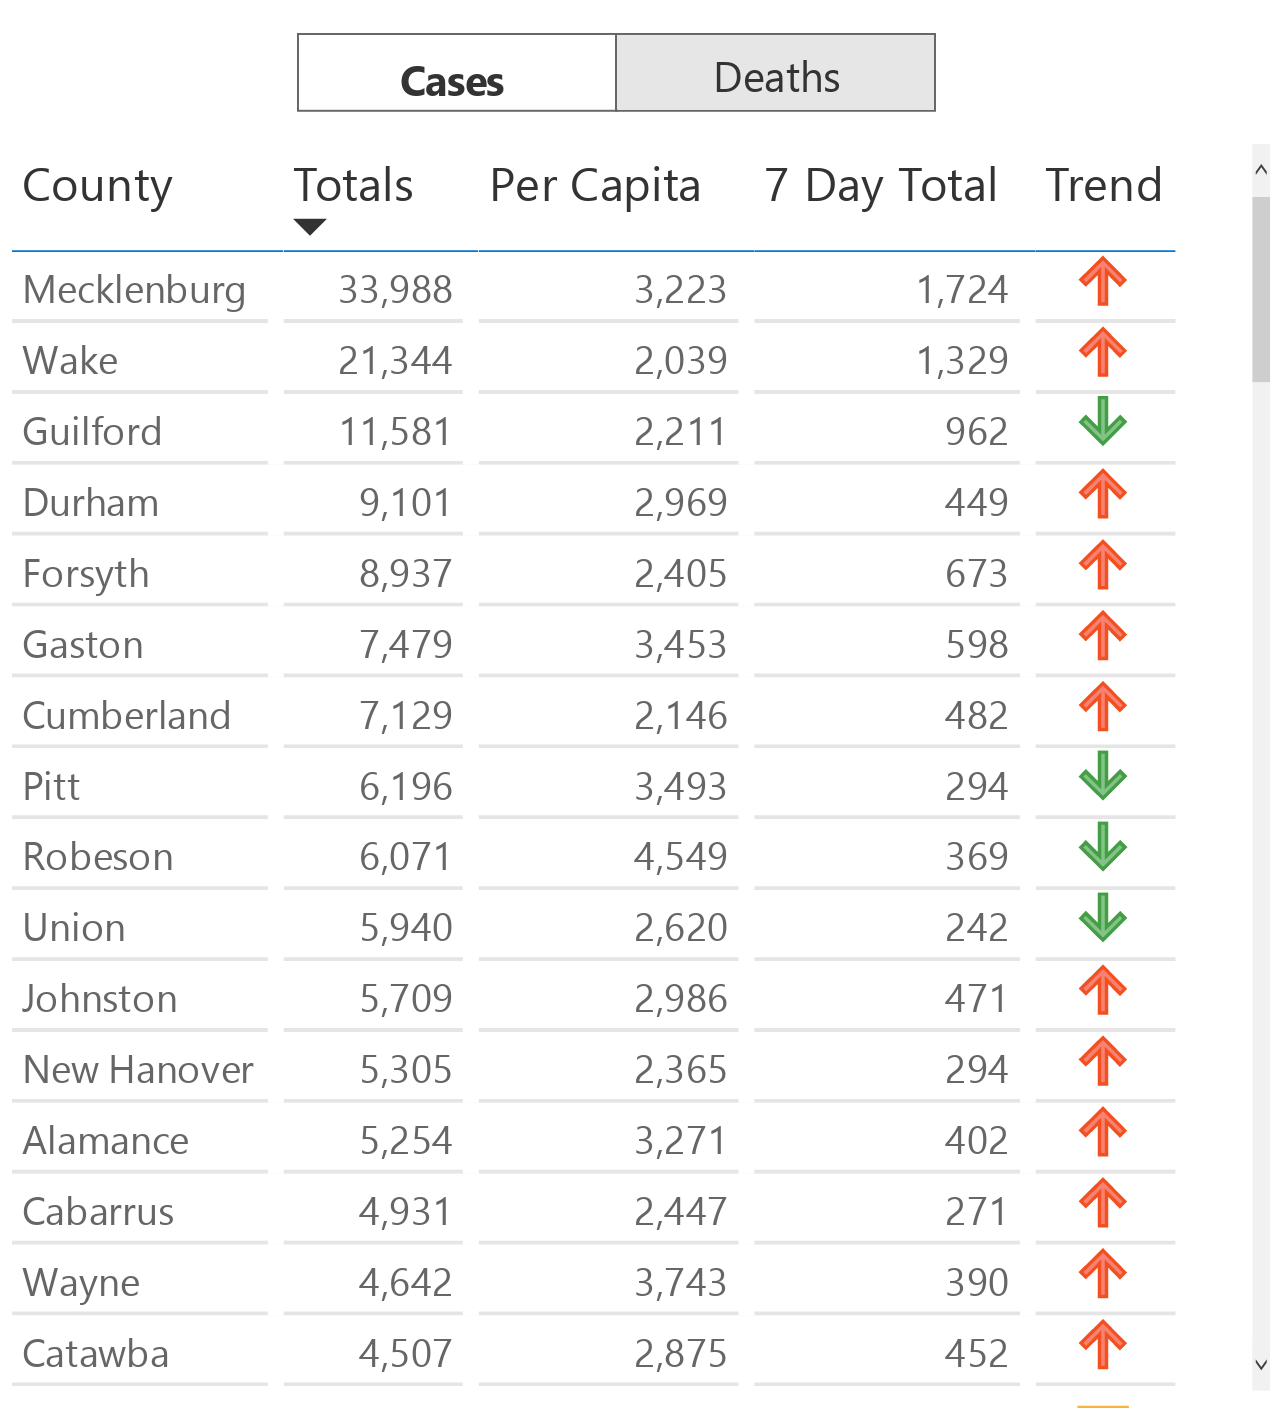 Cases Deaths
County Totals Per Capita 7 Day Total Trend
Mecklenburg 33,988 3,223 1,724
Wake 21,344 2,039 1,329
Guilford 11,581 2,211 962
Durham 9,101 2,969 449
Forsyth 8,937 2,405 673
Gaston 7,479 3,453 598
Cumberland 7,129 2,146 482
Pitt 6,196 3,493 294
Robeson 6,071 4,549 369
Union 5,940 2,620 242
Johnston 5,709 2,986 471
New Hanover 5,305 2,365 294
Alamance 5,254 3,271 402
Cabarrus 4,931 2,447 271
Wayne 4,642 3,743 390
Catawba 4,507 2,875 452